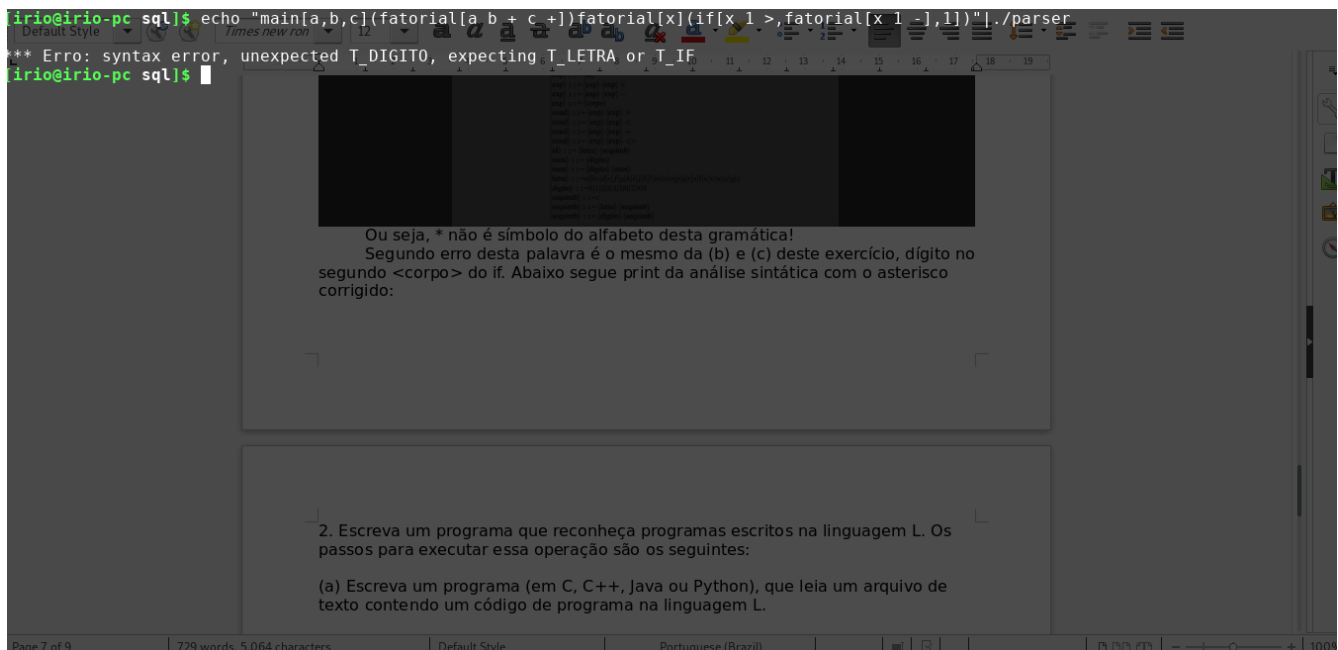 [irio@irio-pc sql]$ echo "main[a,b,c](fatorial[a b + c +])fatorial[x](if[x 1 >,fatorial[x 1 -],1])"|./parser
Default Style Times new ron 12
*** Erro: syntax error, unexpected T_DIGITO, expecting T_LETRA or T_IF
[irio@irio-pc sql]$
Ou seja, * não é símbolo do alfabeto desta gramática!
Segundo erro desta palavra é o mesmo da (b) e (c) deste exercício, dígito no
segundo <corpo> do if. Abaixo segue print da análise sintática com o asterisco
corrigido:
2. Escreva um programa que reconheça programas escritos na linguagem L. Os
passos para executar essa operação são os seguintes:
(a) Escreva um programa (em C, C++, Java ou Python), que leia um arquivo de
texto contendo um código de programa na linguagem L.
Page 7 of 9 729 words, 5,064 characters Default Style Portuguese (Brazil) 100%